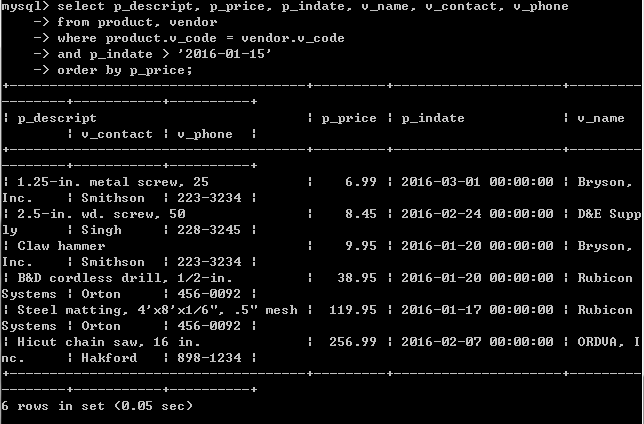 mysql> select p_descript, p_price, p_indate, v_name, v_contact, v_phone
    -> from product, vendor
    -> where product.v_code = vendor.v_code
    -> and p_indate > '2016-01-15'
    -> order by p_price;
+--------------------------------------+---------+---------------------+---------
--------+-----------+----------+
| p_descript                           | p_price | p_indate            | v_name
        | v_contact | v_phone  |
+--------------------------------------+---------+---------------------+---------
--------+-----------+----------+
| 1.25-in. metal screw, 25             |    6.99 | 2016-03-01 00:00:00 | Bryson,
Inc.    | Smithson  | 223-3234 |
| 2.5-in. wd. screw, 50                |    8.45 | 2016-02-24 00:00:00 | D&E Supp
ly      | Singh     | 228-3245 |
| Claw hammer                          |    9.95 | 2016-01-20 00:00:00 | Bryson,
Inc.    | Smithson  | 223-3234 |
| B&D cordless drill, 1/2-in.          |   38.95 | 2016-01-20 00:00:00 | Rubicon
Systems | Orton     | 456-0092 |
| Steel matting, 4'x8'x1/6", .5" mesh | 119.95 | 2016-01-17 00:00:00 | Rubicon
Systems | Orton     | 456-0092 |
| Hicut chain saw, 16 in.              |  256.99 | 2016-02-07 00:00:00 | ORDVA, I
nc.     | Hakford   | 898-1234 |
+--------------------------------------+---------+---------------------+---------
--------+-----------+----------+
6 rows in set (0.05 sec)